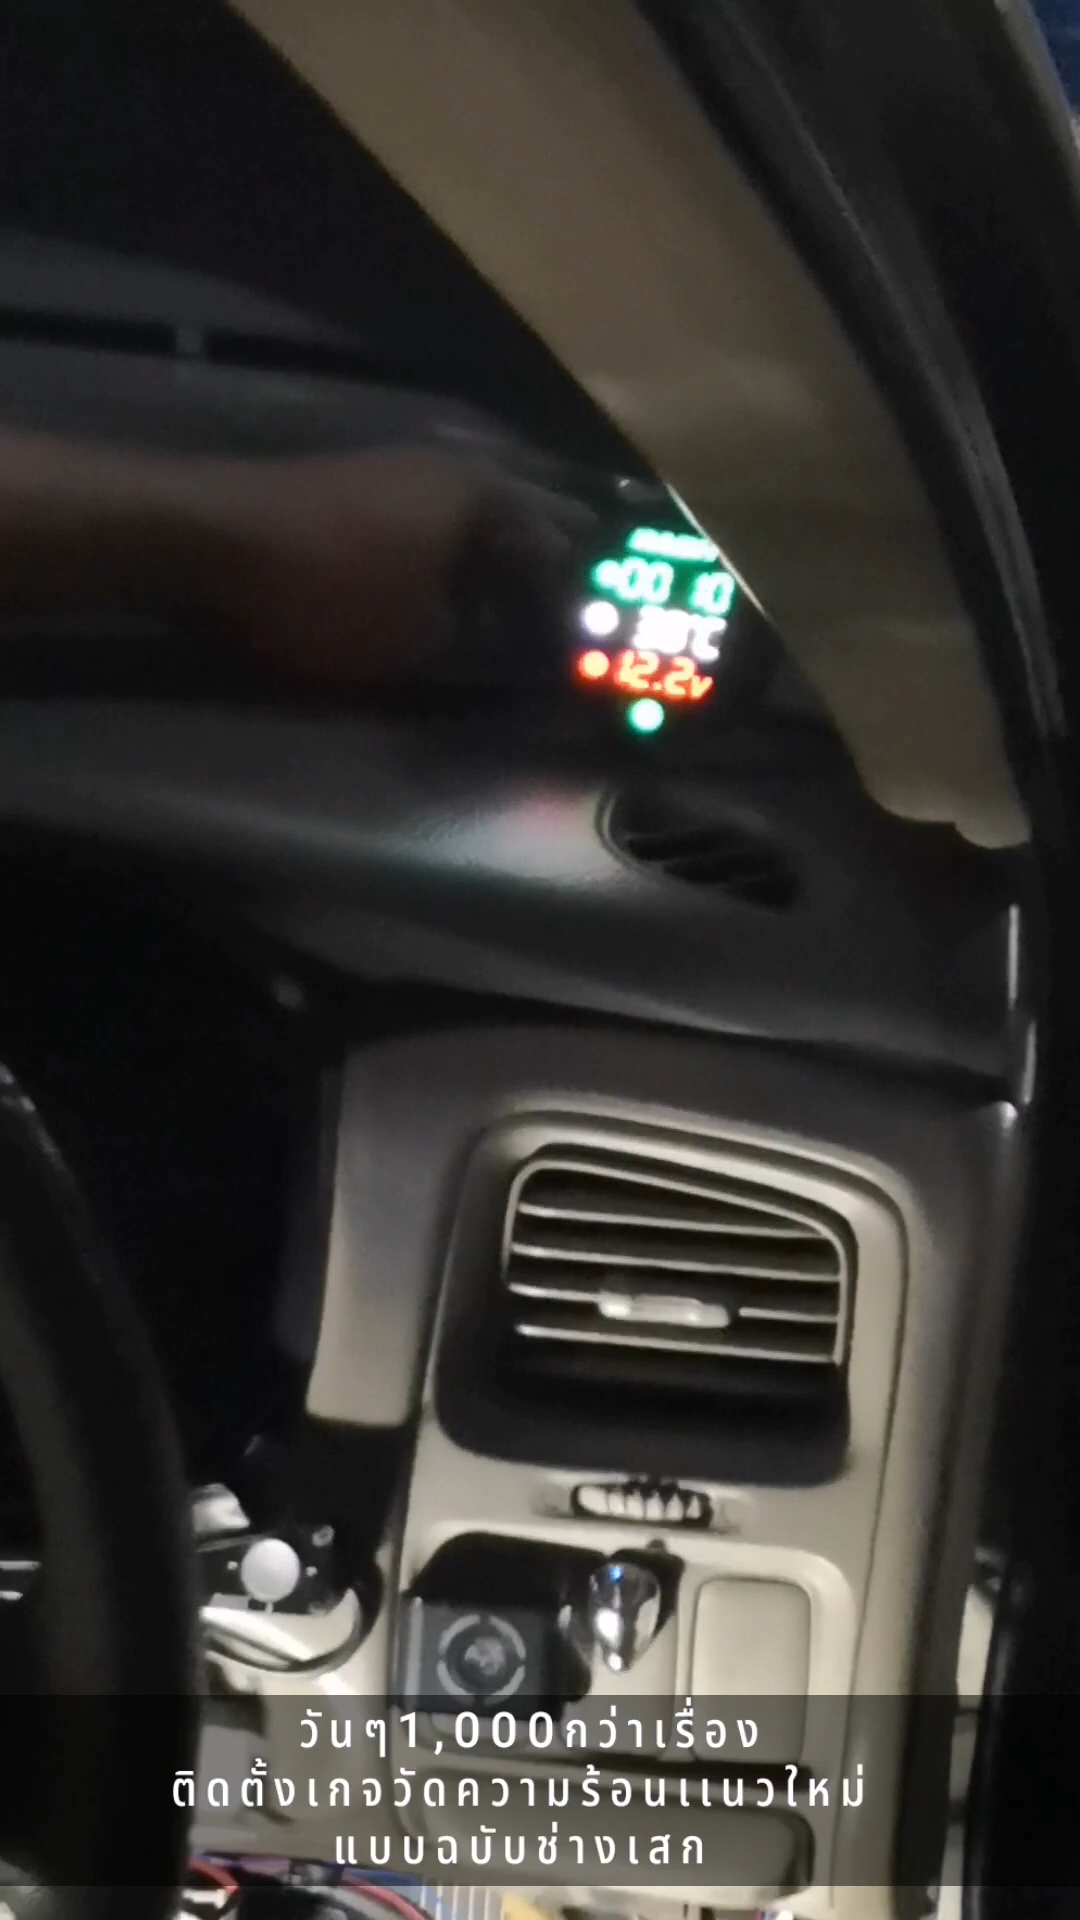 00 10
12.2v
วันๆ1,000กว่าเรื่อง
ติดตั้งเกจวัดความร้อนแนวใหม่
แบบฉบับช่างเสก